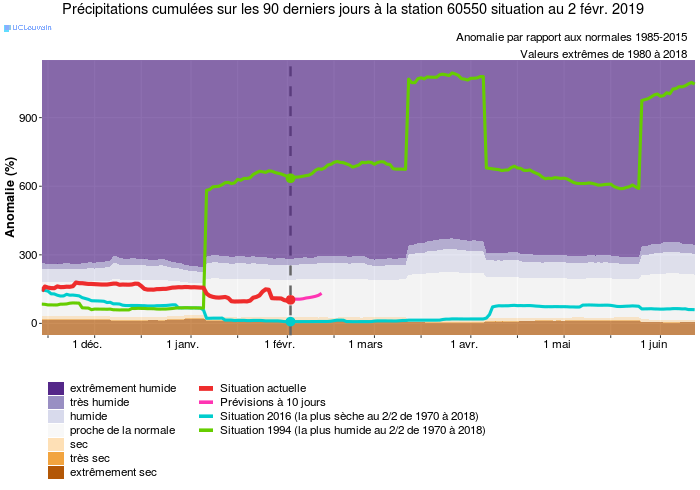 Précipitations cumulées sur les 90 derniers jours à la station 60550 situation au 2 févr. 2019
UCLouvain
Anomalie par rapport aux normales 1985-2015
Valeurs extrêmes de 1980 à 2018
Anomalie (%)
900
600
300
0
1 déc.
1 janv.
1 févr.
1 mars
1 avr.
1 mai
1 juin
extrêmement humide
très humide
humide
proche de la normale
sec
très sec
extrêmement sec
Situation actuelle
Prévisions à 10 jours
Situation 2016 (la plus sèche au 2/2 de 1970 à 2018)
Situation 1994 (la plus humide au 2/2 de 1970 à 2018)